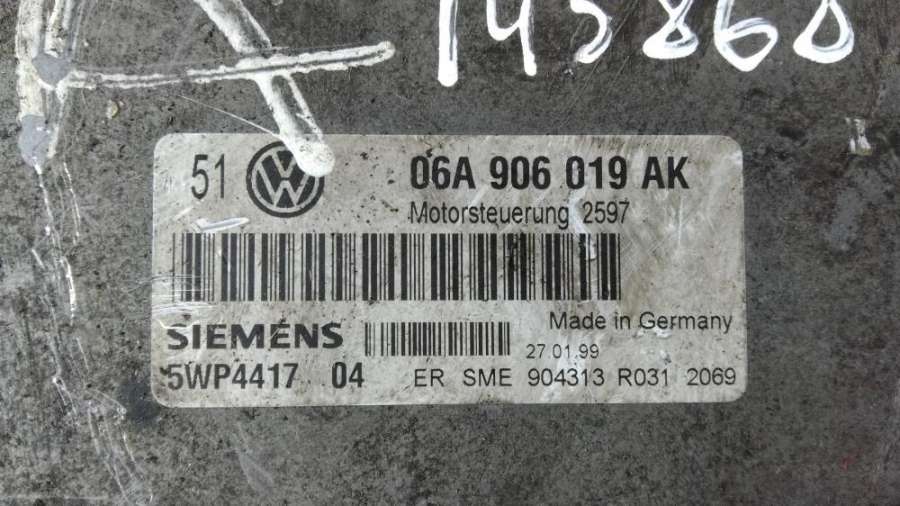 145868
51 06A 906 019 AK
Motorsteuerung 2597
Made in Germany
SIEMENS
27.01.99
5WP4417 04 ER SME 904313 R031 2069